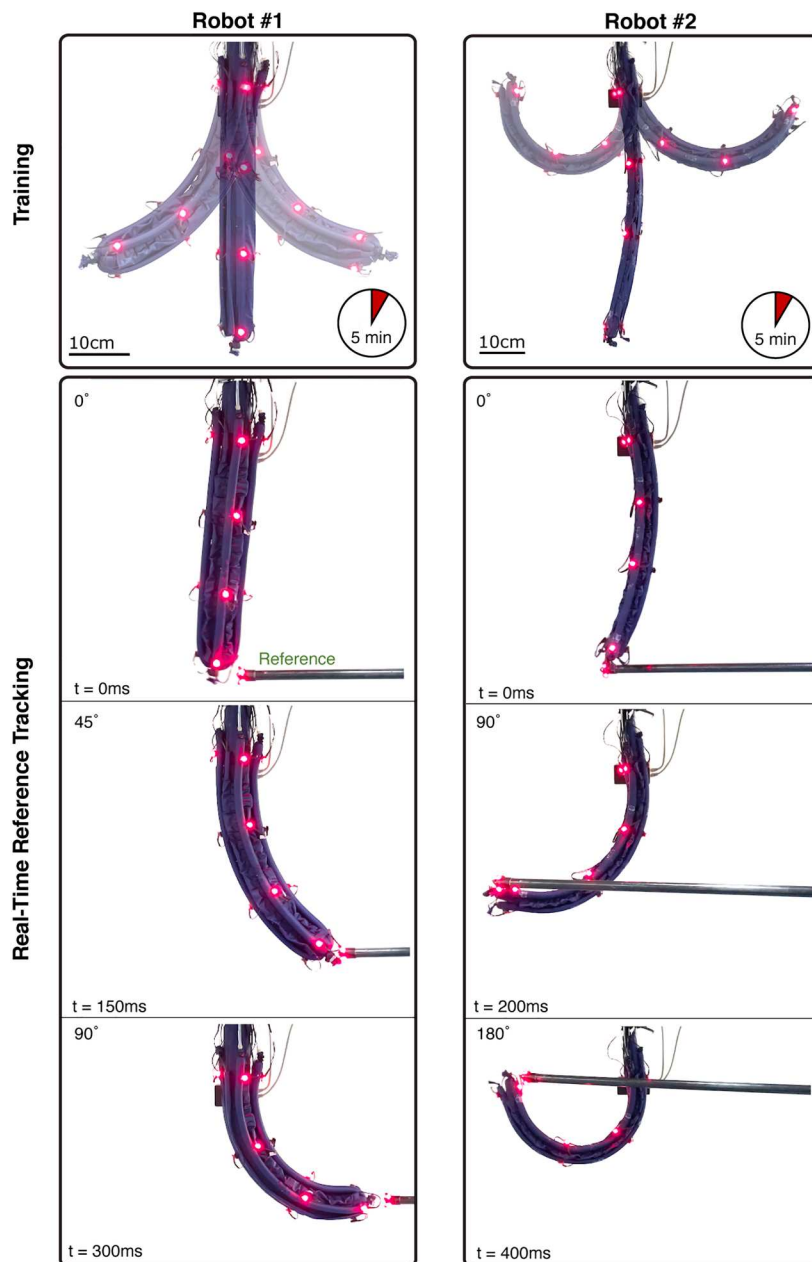 Robot #1
Robot #2
Training
10cm
5 min
10cm
5 min
Real-Time Reference Tracking
0°
Reference
t = 0ms
0°
t = 0ms
45°
t = 150ms
90°
t = 200ms
90°
t = 300ms
180°
t = 400ms